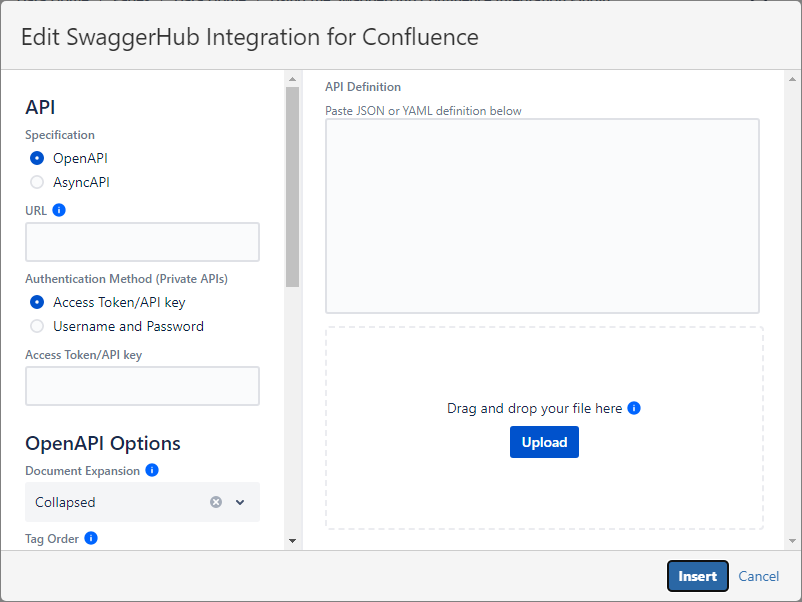 Edit SwaggerHub Integration for Confluence
API
Specification
OpenAPI
AsyncAPI
URL
Authentication Method (Private APIs)
Access Token/API key
Username and Password
Access Token/API key
OpenAPI Options
Document Expansion
Collapsed
Tag Order
API Definition
Paste JSON or YAML definition below
Drag and drop your file here
Upload
Insert
Cancel